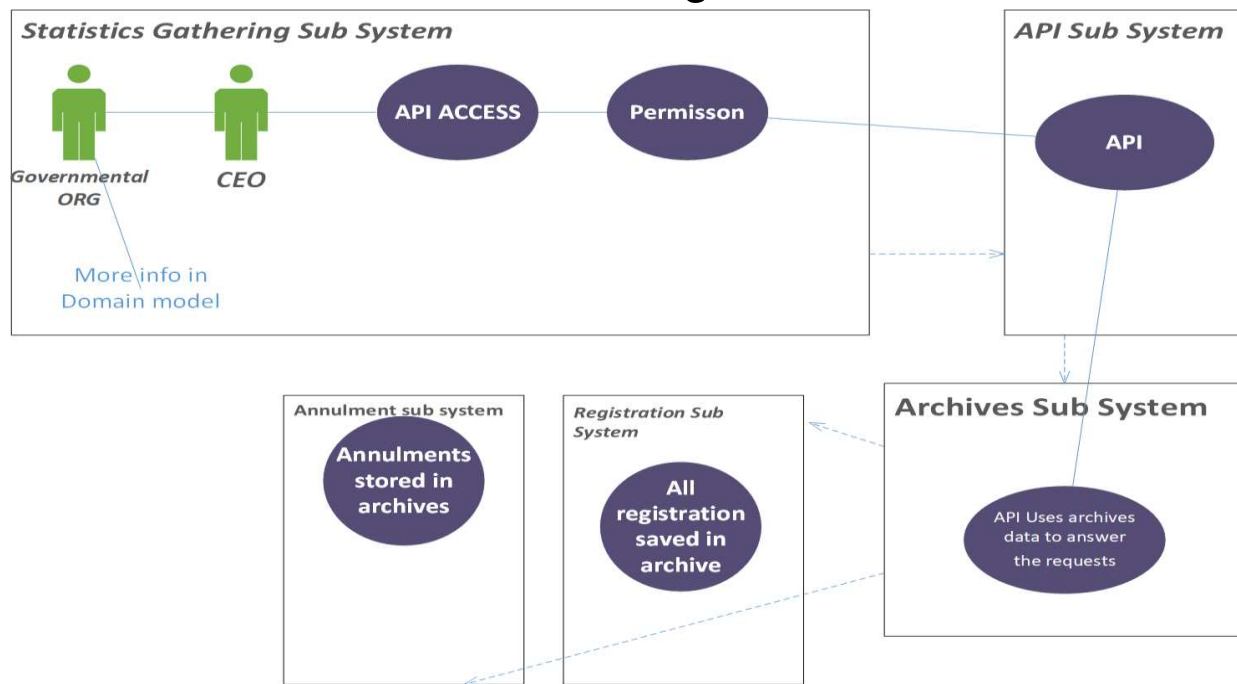 Statistics Gathering Sub System
API Sub System
API ACCESS
Permisson
API
Governmental
ORG
CEO
More info in
Domain model
Annulment sub system
Annulments
stored in
archives
Registration Sub
System
All
registration
saved in
archive
Archives Sub System
API Uses archives
data to answer
the requests